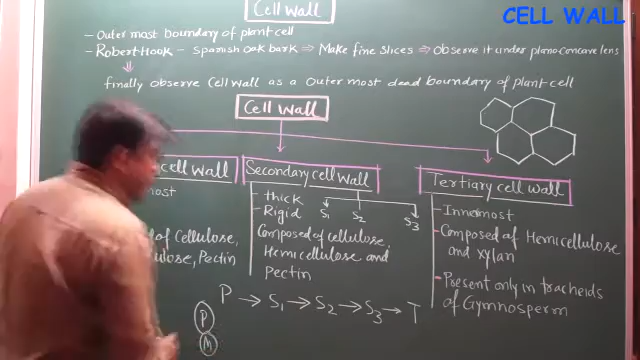 CELL WALL
Cell Wall
- Outer most boundary of plant cell
- Robert Hook - Spanish oak bark ⇒ Make fine slices ⇒ Observe it under plano concave lens
finally observe Cell Wall as a Outer most dead boundary of plant cell
Cell Wall
cell wall
most
of Cellulose,
Pectin
Secondary cell wall
- thick
- Rigid
S1 S2 S3
Composed of cellulose,
Hemicellulose and
Pectin
Tertiary cell wall
- Innermost
- Composed of Hemicellulose
and xylan
- Present only in tracheids
of Gymnosperm
P → S1 → S2 → S3 → T
P
M